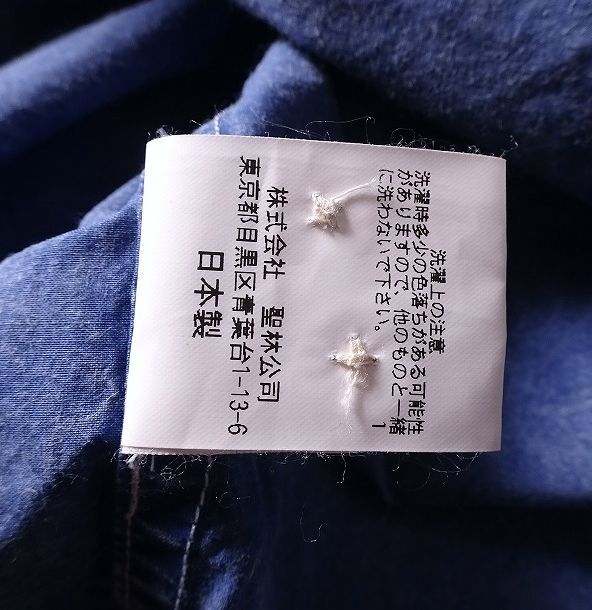 洗濯上の注意
洗濯時多少の色落ちがある可能性
がありますので、他のものと一緒
に洗わないで下さい。
1
株式会社 聖林公司
東京都目黒区青葉台1-13-6
日本製